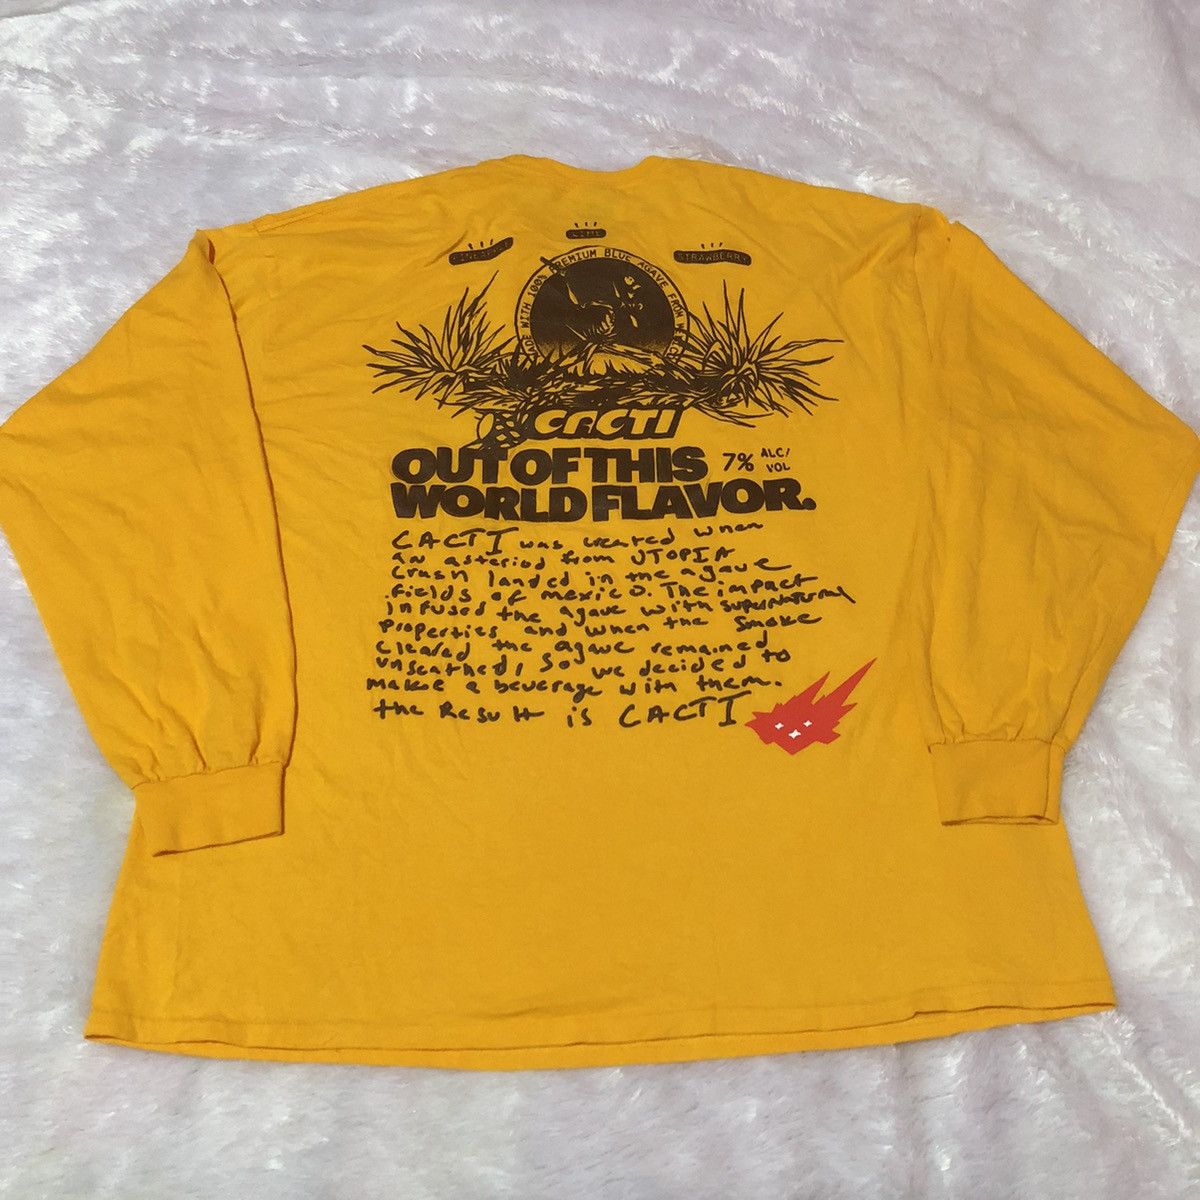 PINEAPPLE
LIME
STRAWBERRY
WITH 100% PREMIUM BLUE AGAVE FROM
CACTI
OUT OF THIS 7% ALC/
VOL
WORLD FLAVOR.
CACTI was created when
an asteriod from UTOPIA
crash landed in the agave
fields of mexico. The impact
infused the agave with supernatural
properties, and when the smoke
cleared the agave remained
unscathed, so we decided to
make a beverage with them.
the Result is CACTI